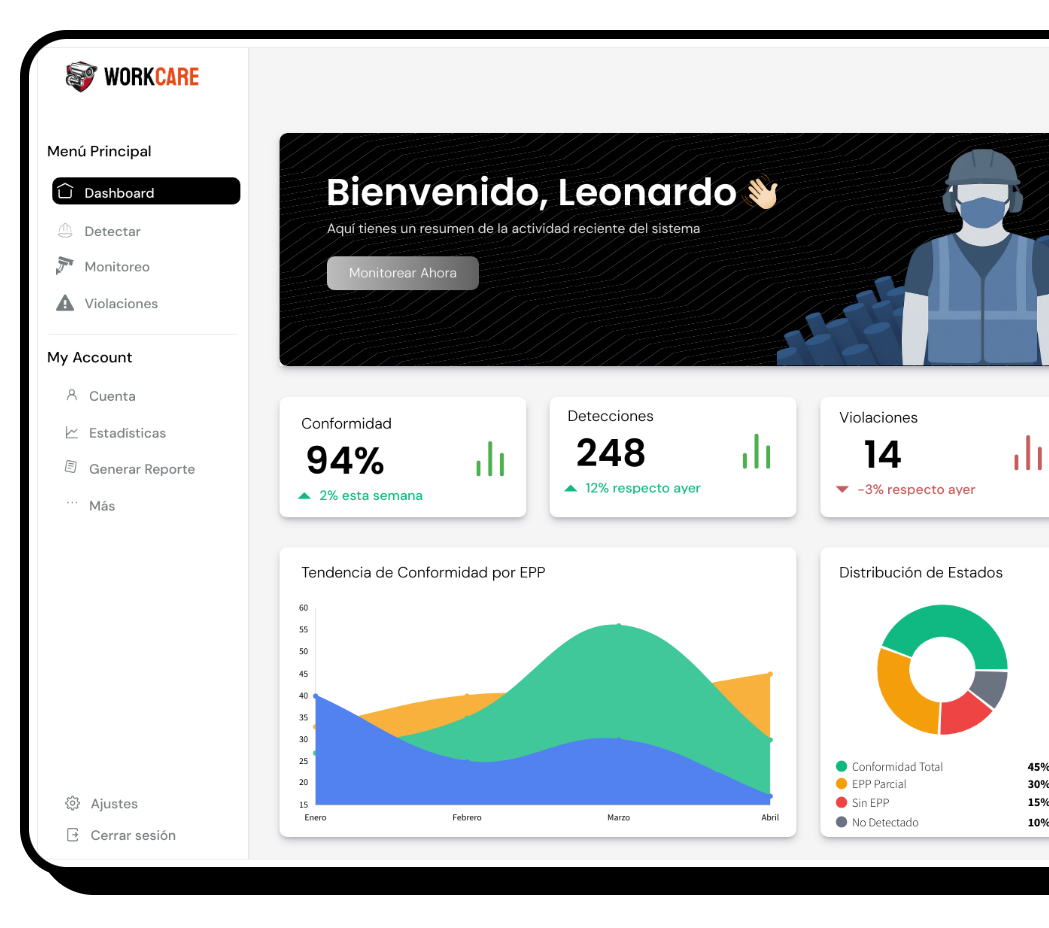 WORKCARE
Menú Principal
Dashboard
Detectar
Monitoreo
Violaciones
My Account
Cuenta
Estadísticas
Generar Reporte
Más
Ajustes
Cerrar sesión
Bienvenido, Leonardo 👋🏻
Aquí tienes un resumen de la actividad reciente del sistema
Monitorear Ahora
Conformidad
94%
2% esta semana
Detecciones
248
12% respecto ayer
Violaciones
14
-3% respecto ayer
Tendencia de Conformidad por EPP
60
55
50
45
40
35
30
25
20
15
Enero Febrero Marzo Abril
Distribución de Estados
Conformidad Total 45%
EPP Parcial 30%
Sin EPP 15%
No Detectado 10%